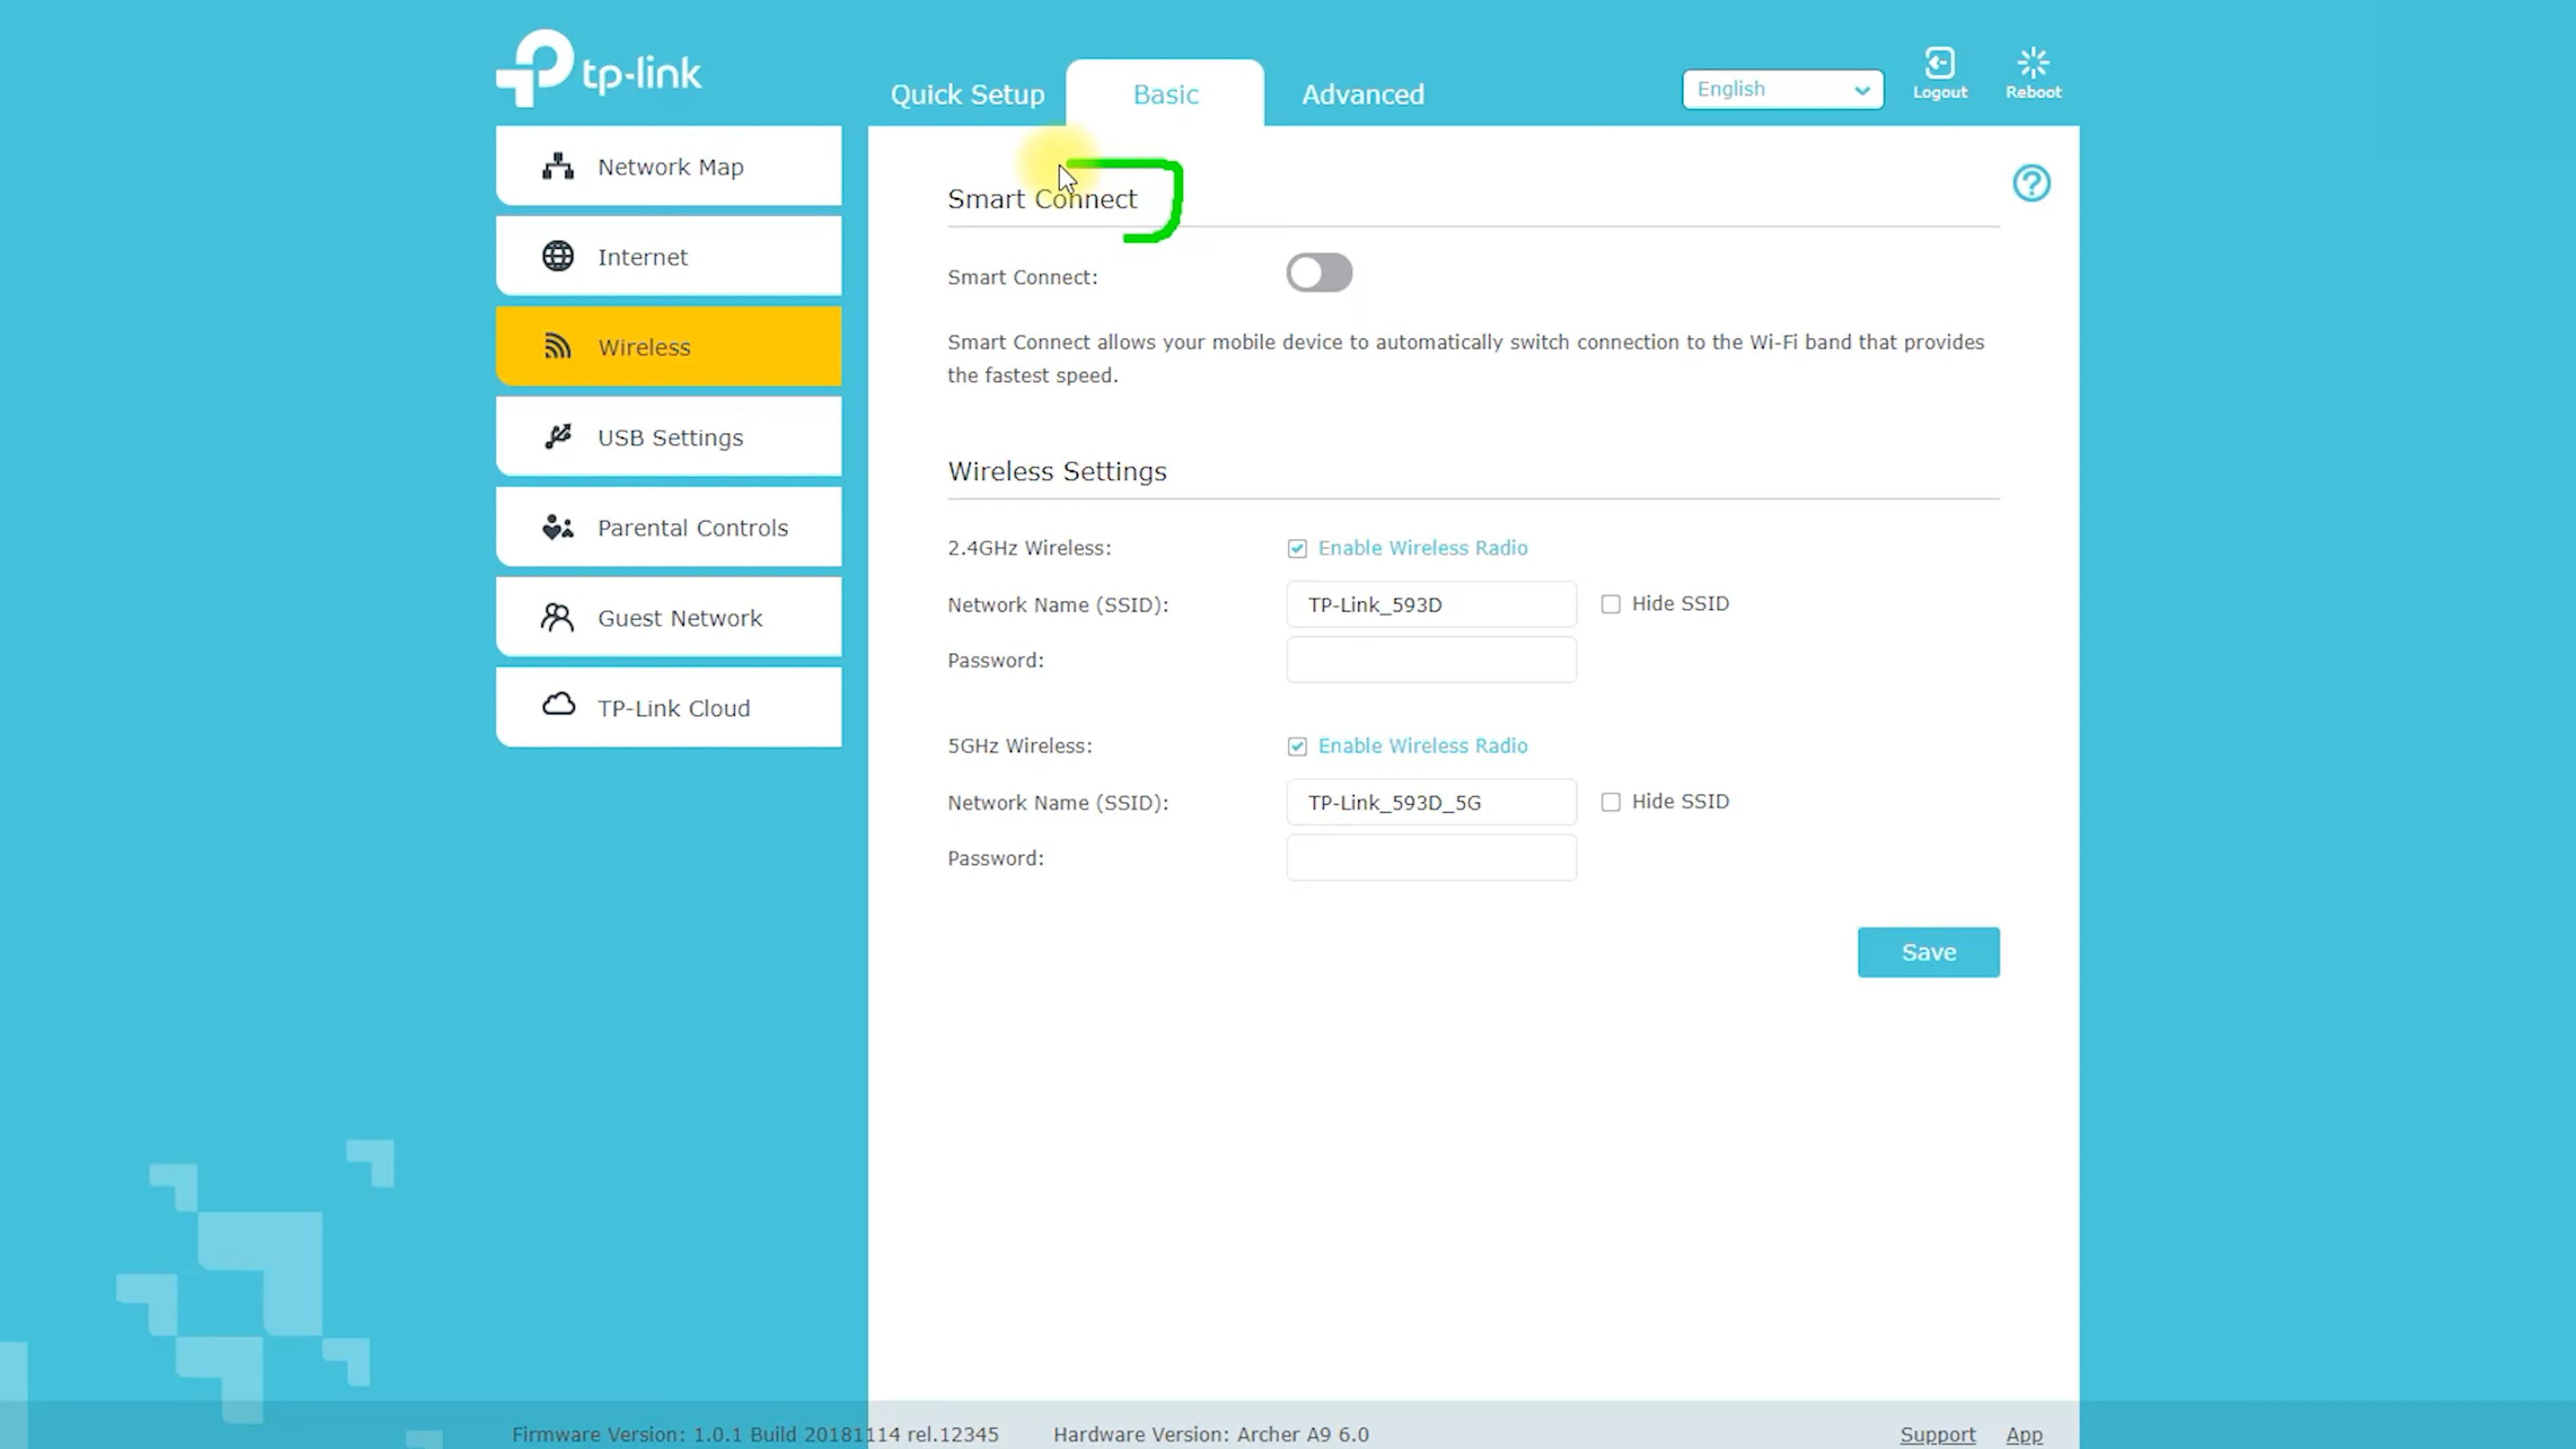 tp-link
Quick Setup
Basic
Advanced
English
Logout
Reboot
Network Map
Internet
Wireless
USB Settings
Parental Controls
Guest Network
TP-Link Cloud
Smart Connect
Smart Connect:
Smart Connect allows your mobile device to automatically switch connection to the Wi-Fi band that provides
the fastest speed.
Wireless Settings
2.4GHz Wireless: Enable Wireless Radio
Network Name (SSID): TP-Link_593D Hide SSID
Password:
5GHz Wireless: Enable Wireless Radio
Network Name (SSID): TP-Link_593D_5G Hide SSID
Password:
Save
Firmware Version: 1.0.1 Build 20181114 rel.12345 Hardware Version: Archer A9 6.0 Support App